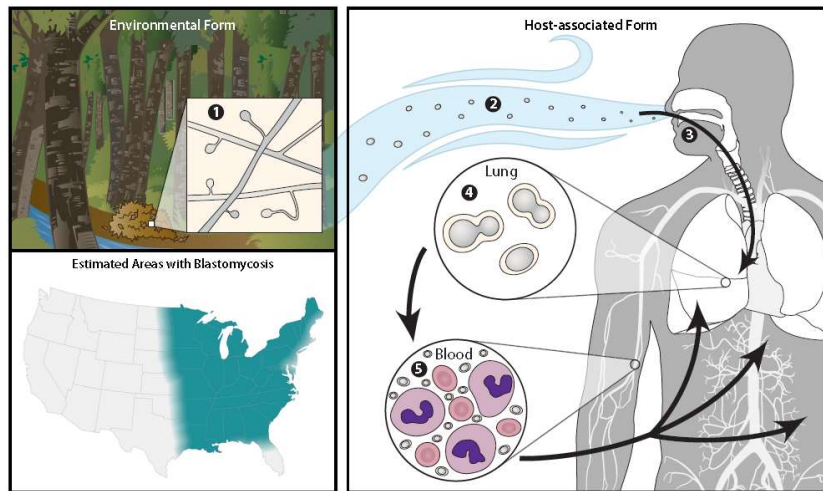 Environmental Form
1
Estimated Areas with Blastomycosis
Host-associated Form
2
3
Lung
4
Blood
5